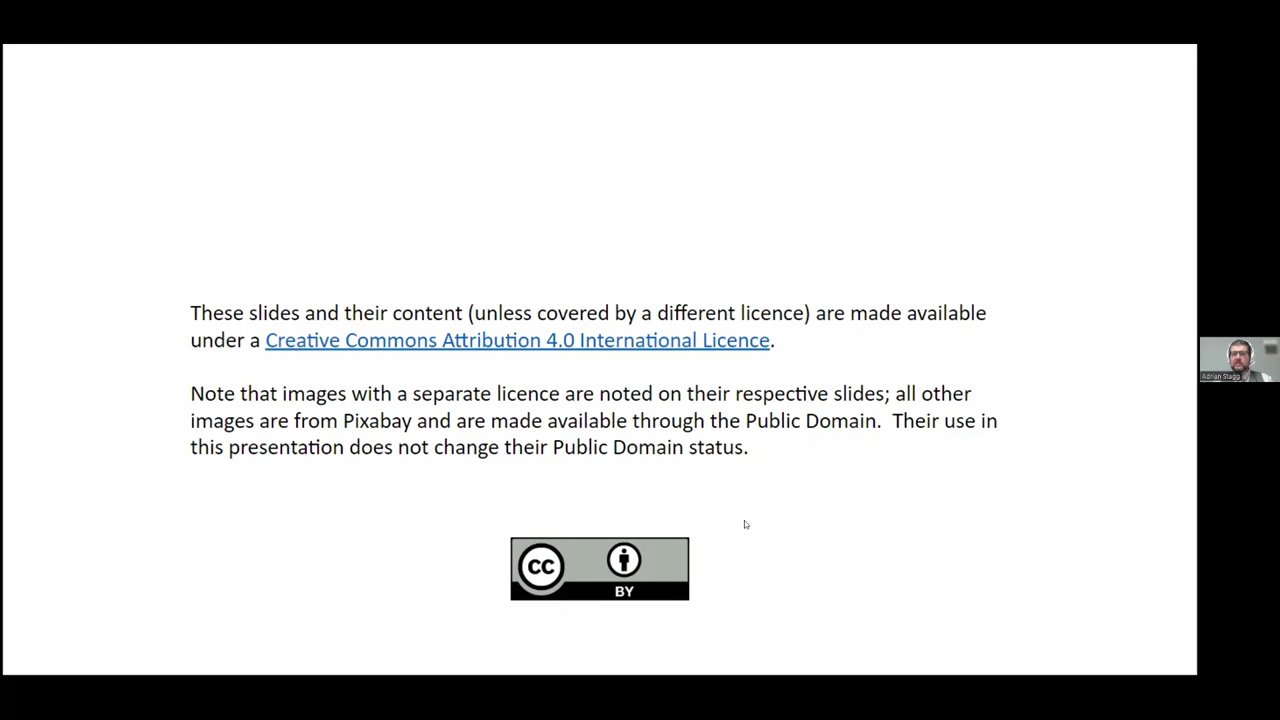 These slides and their content (unless covered by a different licence) are made available
under a Creative Commons Attribution 4.0 International Licence.
Note that images with a separate licence are noted on their respective slides; all other
images are from Pixabay and are made available through the Public Domain.  Their use in
this presentation does not change their Public Domain status.
Adrian Stagg
CC
BY